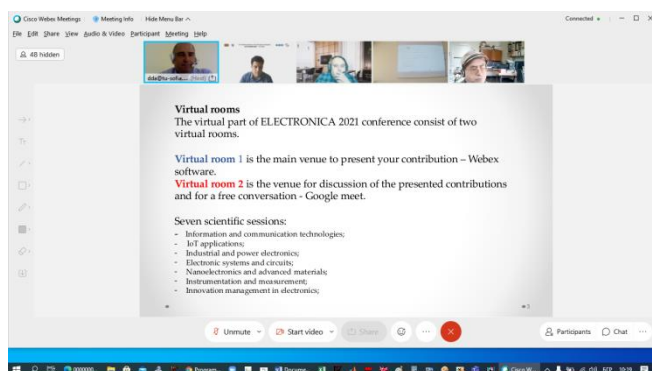 Cisco Webex Meetings Meeting Info Hide Menu Bar Connected
File Edit Share View Audio & Video Participant Meeting Help
48 hidden
Virtual rooms
The virtual part of ELECTRONICA 2021 conference consist of two
virtual rooms.
Virtual room 1 is the main venue to present your contribution – Webex
software.
Virtual room 2 is the venue for discussion of the presented contributions
and for a free conversation - Google meet.
Seven scientific sessions:
- Information and communication technologies;
- IoT applications;
- Industrial and power electronics;
- Electronic systems and circuits;
- Nanoelectronics and advanced materials;
- Instrumentation and measurement;
- Innovation management in electronics;
Unmute Start video Share Participants Chat